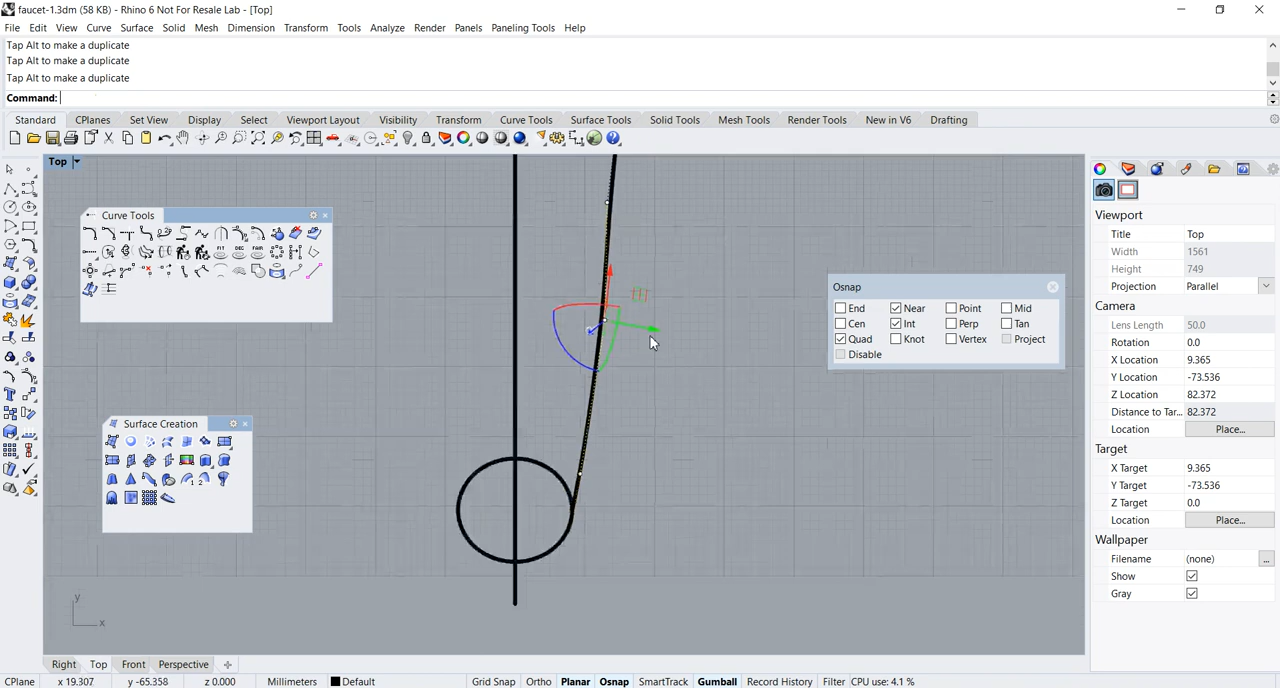 faucet-1.3dm (58 KB) - Rhino 6 Not For Resale Lab - [Top]
File Edit View Curve Surface Solid Mesh Dimension Transform Tools Analyze Render Panels Paneling Tools Help
Tap Alt to make a duplicate
Tap Alt to make a duplicate
Tap Alt to make a duplicate
Command:
Standard CPlanes Set View Display Select Viewport Layout Visibility Transform Curve Tools Surface Tools Solid Tools Mesh Tools Render Tools New in V6 Drafting
Top
Curve Tools
FIT DEC FAIR
Surface Creation
2
Osnap
End Near Point Mid
Cen Int Perp Tan
Quad Knot Vertex Project
Disable
y
x
Viewport
Title Top
Width 1561
Height 749
Projection Parallel
Camera
Lens Length 50.0
Rotation 0.0
X Location 9.365
Y Location -73.536
Z Location 82.372
Distance to Tar... 82.372
Location Place...
Target
X Target 9.365
Y Target -73.536
Z Target 0.0
Location Place...
Wallpaper
Filename (none) ...
Show
Gray
Right Top Front Perspective
CPlane x 19.307 y -65.358 z 0.000 Millimeters Default Grid Snap Ortho Planar Osnap SmartTrack Gumball Record History Filter CPU use: 4.1 %